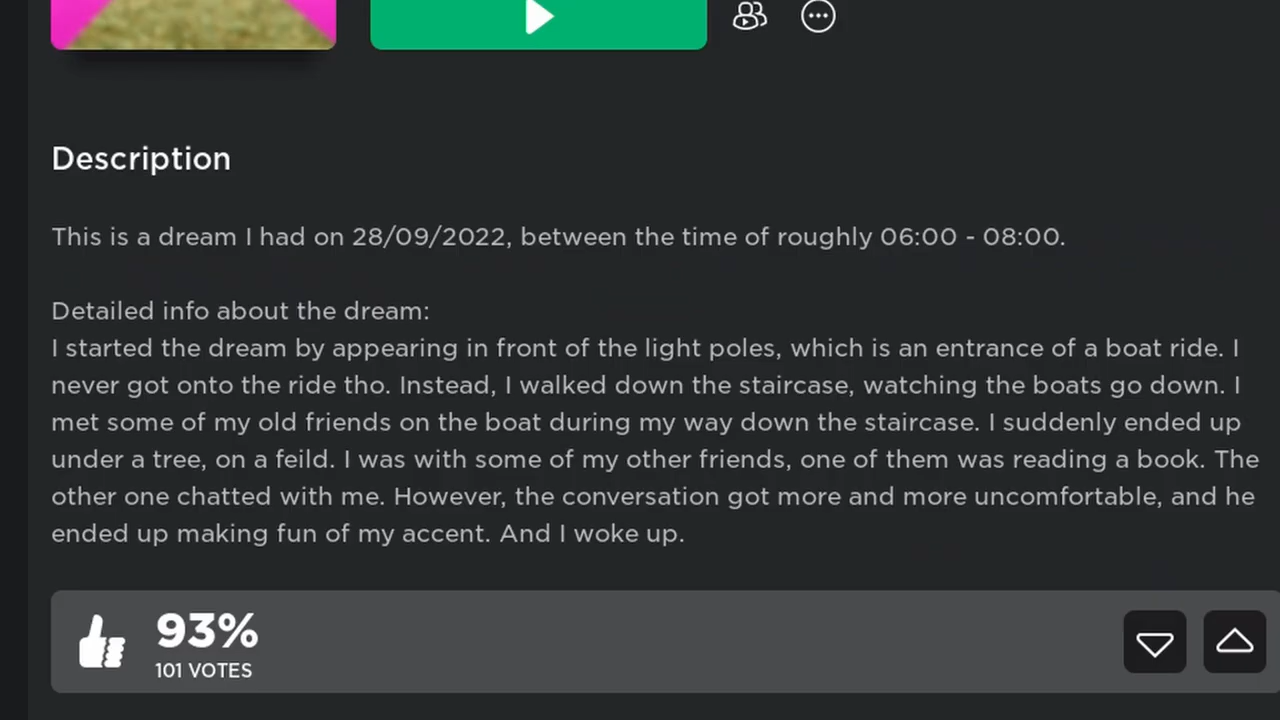 Description
This is a dream I had on 28/09/2022, between the time of roughly 06:00 - 08:00.
Detailed info about the dream:
I started the dream by appearing in front of the light poles, which is an entrance of a boat ride. I
never got onto the ride tho. Instead, I walked down the staircase, watching the boats go down. I
met some of my old friends on the boat during my way down the staircase. I suddenly ended up
under a tree, on a feild. I was with some of my other friends, one of them was reading a book. The
other one chatted with me. However, the conversation got more and more uncomfortable, and he
ended up making fun of my accent. And I woke up.
93%
101 VOTES